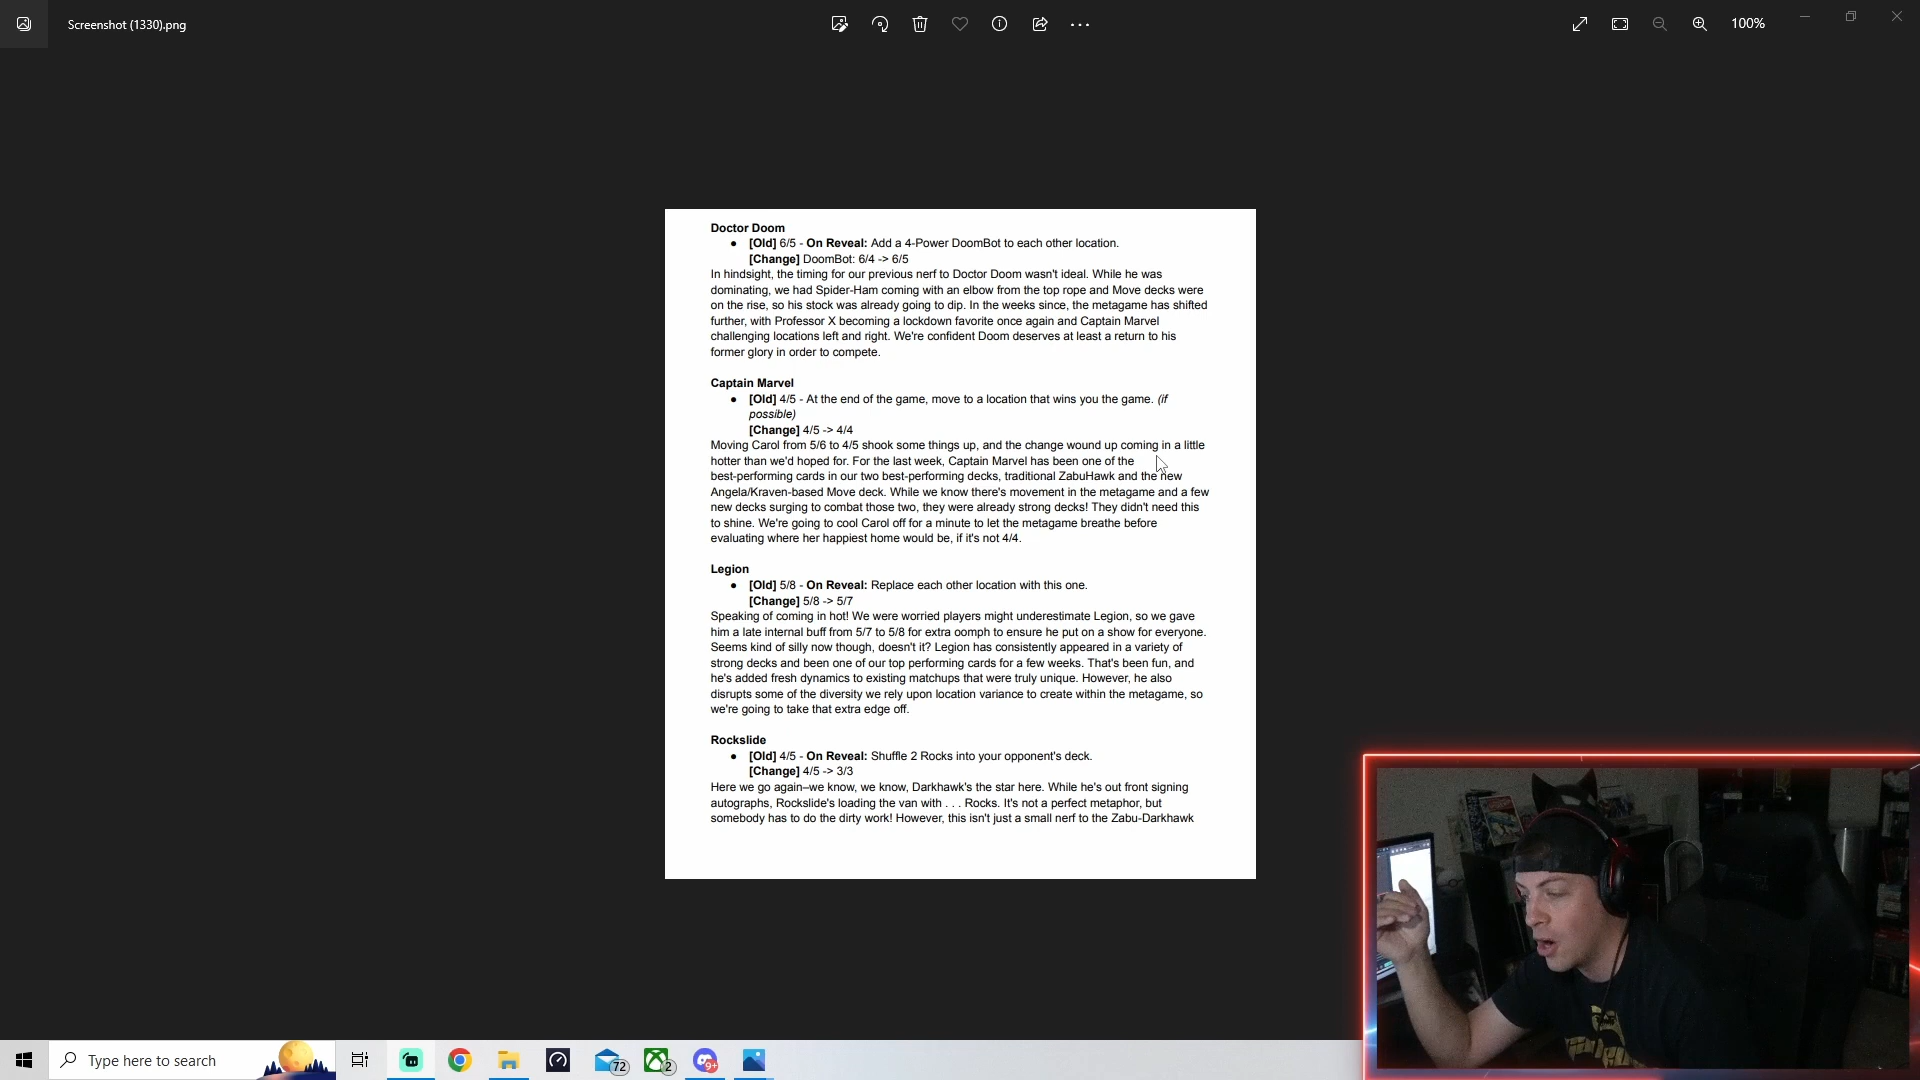 Screenshot (1330).png
100%
Doctor Doom
● [Old] 6/5 - On Reveal: Add a 4-Power DoomBot to each other location.
[Change] DoomBot: 6/4 -> 6/5
In hindsight, the timing for our previous nerf to Doctor Doom wasn't ideal. While he was
dominating, we had Spider-Ham coming with an elbow from the top rope and Move decks were
on the rise, so his stock was already going to dip. In the weeks since, the metagame has shifted
further, with Professor X becoming a lockdown favorite once again and Captain Marvel
challenging locations left and right. We're confident Doom deserves at least a return to his
former glory in order to compete.
Captain Marvel
● [Old] 4/5 - At the end of the game, move to a location that wins you the game. (if
possible)
[Change] 4/5 -> 4/4
Moving Carol from 5/6 to 4/5 shook some things up, and the change wound up coming in a little
hotter than we'd hoped for. For the last week, Captain Marvel has been one of the
best-performing cards in our two best-performing decks, traditional ZabuHawk and the new
Angela/Kraven-based Move deck. While we know there's movement in the metagame and a few
new decks surging to combat those two, they were already strong decks! They didn't need this
to shine. We're going to cool Carol off for a minute to let the metagame breathe before
evaluating where her happiest home would be, if it's not 4/4.
Legion
● [Old] 5/8 - On Reveal: Replace each other location with this one.
[Change] 5/8 -> 5/7
Speaking of coming in hot! We were worried players might underestimate Legion, so we gave
him a late internal buff from 5/7 to 5/8 for extra oomph to ensure he put on a show for everyone.
Seems kind of silly now though, doesn't it? Legion has consistently appeared in a variety of
strong decks and been one of our top performing cards for a few weeks. That's been fun, and
he's added fresh dynamics to existing matchups that were truly unique. However, he also
disrupts some of the diversity we rely upon location variance to create within the metagame, so
we're going to take that extra edge off.
Rockslide
● [Old] 4/5 - On Reveal: Shuffle 2 Rocks into your opponent's deck.
[Change] 4/5 -> 3/3
Here we go again–we know, we know, Darkhawk's the star here. While he's out front signing
autographs, Rockslide's loading the van with . . . Rocks. It's not a perfect metaphor, but
somebody has to do the dirty work! However, this isn't just a small nerf to the Zabu-Darkhawk
Type here to search
72
2
9+